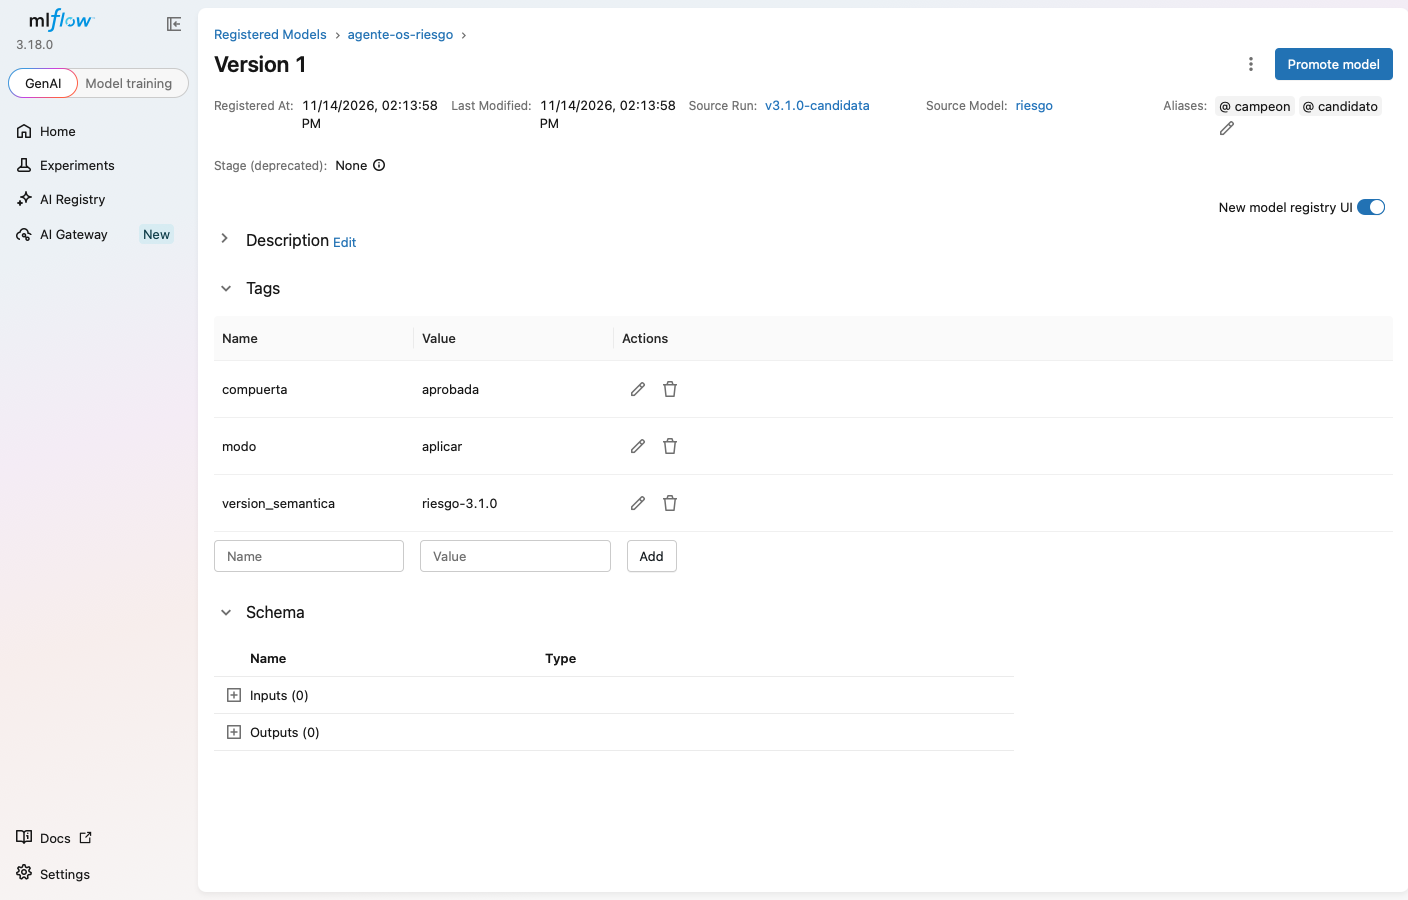 mlflow
3.18.0
GenAI
Model training
Home
Experiments
AI Registry
AI Gateway
New
Docs
Settings
Registered Models › agente-os-riesgo ›
Version 1
Promote model
Registered At: 11/14/2026, 02:13:58 PM
Last Modified: 11/14/2026, 02:13:58 PM
Source Run: v3.1.0-candidata
Source Model: riesgo
Aliases: @ campeon @ candidato
Stage (deprecated): None
New model registry UI
Description Edit
Tags
Name Value Actions
compuerta aprobada
modo aplicar
version_semantica riesgo-3.1.0
Name Value Add
Schema
Name Type
Inputs (0)
Outputs (0)